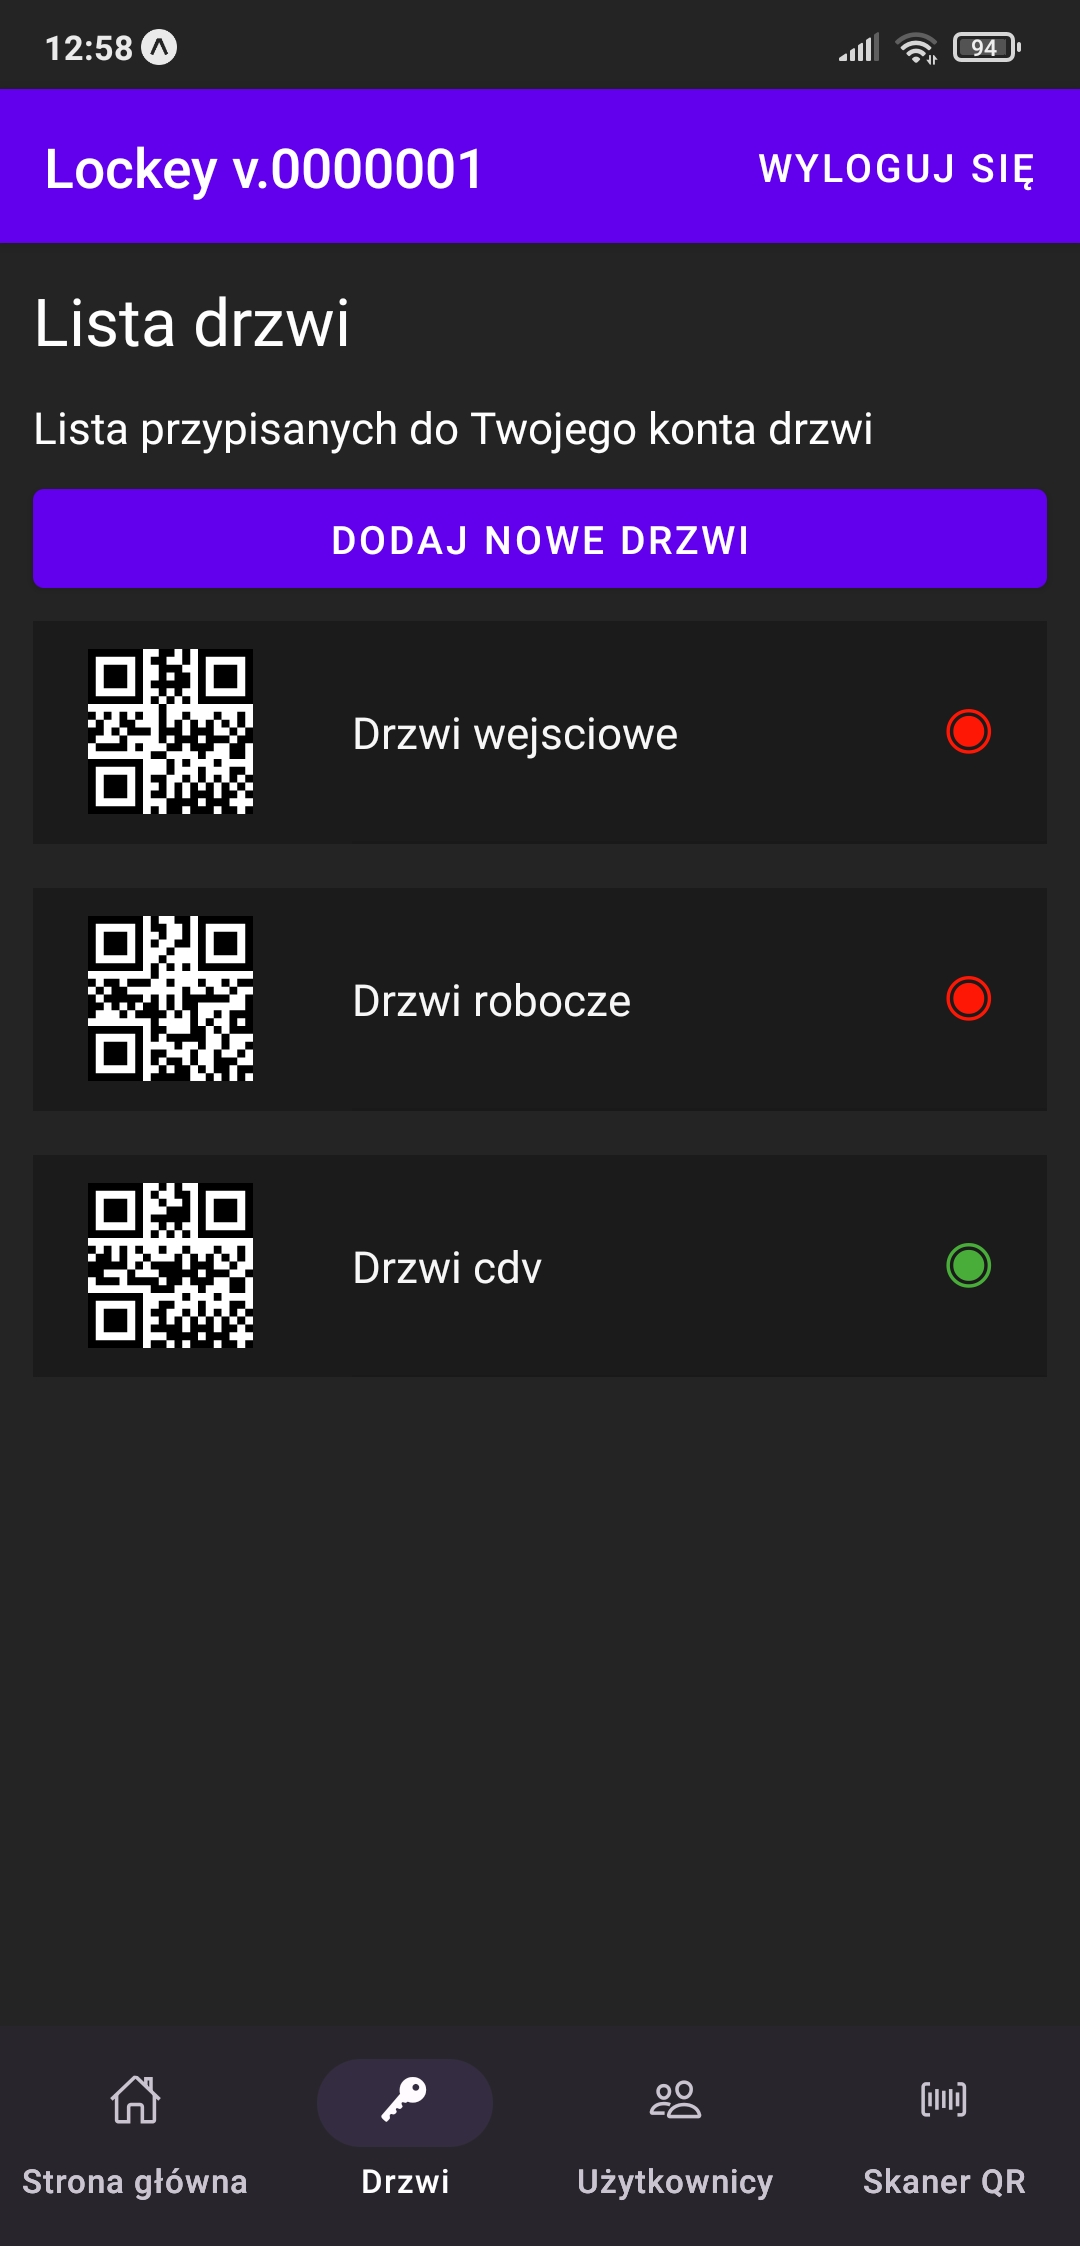 12:58
94
Lockey v.0000001
WYLOGUJ SIĘ
Lista drzwi
Lista przypisanych do Twojego konta drzwi
DODAJ NOWE DRZWI
Drzwi wejsciowe
Drzwi robocze
Drzwi cdv
Strona główna
Drzwi
Użytkownicy
Skaner QR